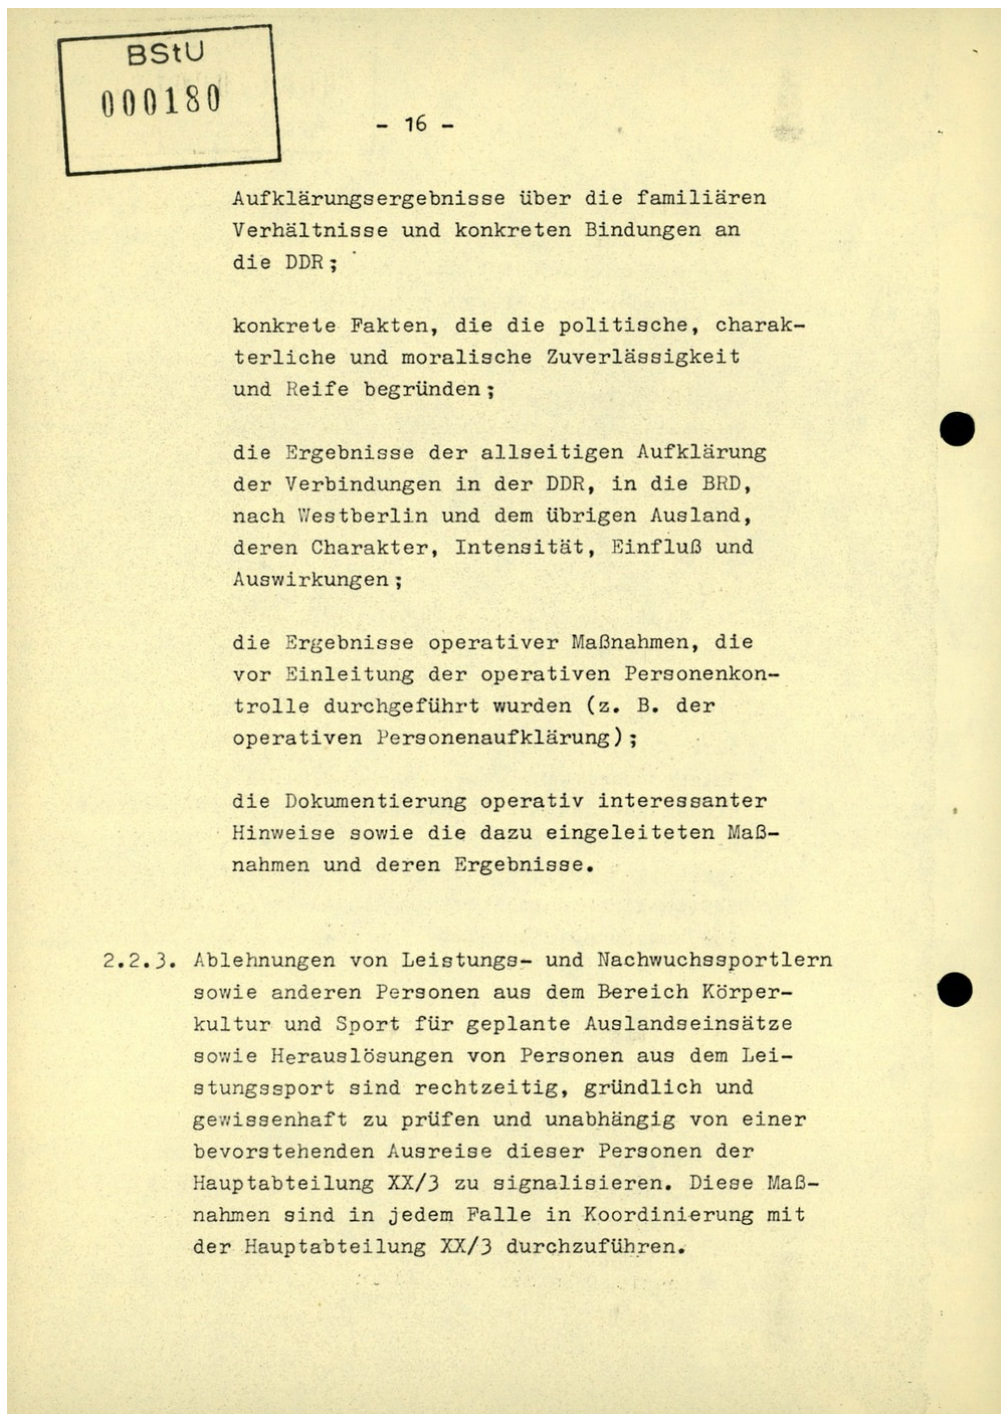 BStU
000180
- 16 -
Aufklärungsergebnisse über die familiären
Verhältnisse und konkreten Bindungen an
die DDR;
konkrete Fakten, die die politische, charak-
terliche und moralische Zuverlässigkeit
und Reife begründen;
die Ergebnisse der allseitigen Aufklärung
der Verbindungen in der DDR, in die BRD,
nach Westberlin und dem übrigen Ausland,
deren Charakter, Intensität, Einfluß und
Auswirkungen;
die Ergebnisse operativer Maßnahmen, die
vor Einleitung der operativen Personenkon-
trolle durchgeführt wurden (z. B. der
operativen Personenaufklärung);
die Dokumentierung operativ interessanter
Hinweise sowie die dazu eingeleiteten Maß-
nahmen und deren Ergebnisse.
2.2.3. Ablehnungen von Leistungs- und Nachwuchssportlern
sowie anderen Personen aus dem Bereich Körper-
kultur und Sport für geplante Auslandseinsätze
sowie Herauslösungen von Personen aus dem Lei-
stungssport sind rechtzeitig, gründlich und
gewissenhaft zu prüfen und unabhängig von einer
bevorstehenden Ausreise dieser Personen der
Hauptabteilung XX/3 zu signalisieren. Diese Maß-
nahmen sind in jedem Falle in Koordinierung mit
der Hauptabteilung XX/3 durchzuführen.